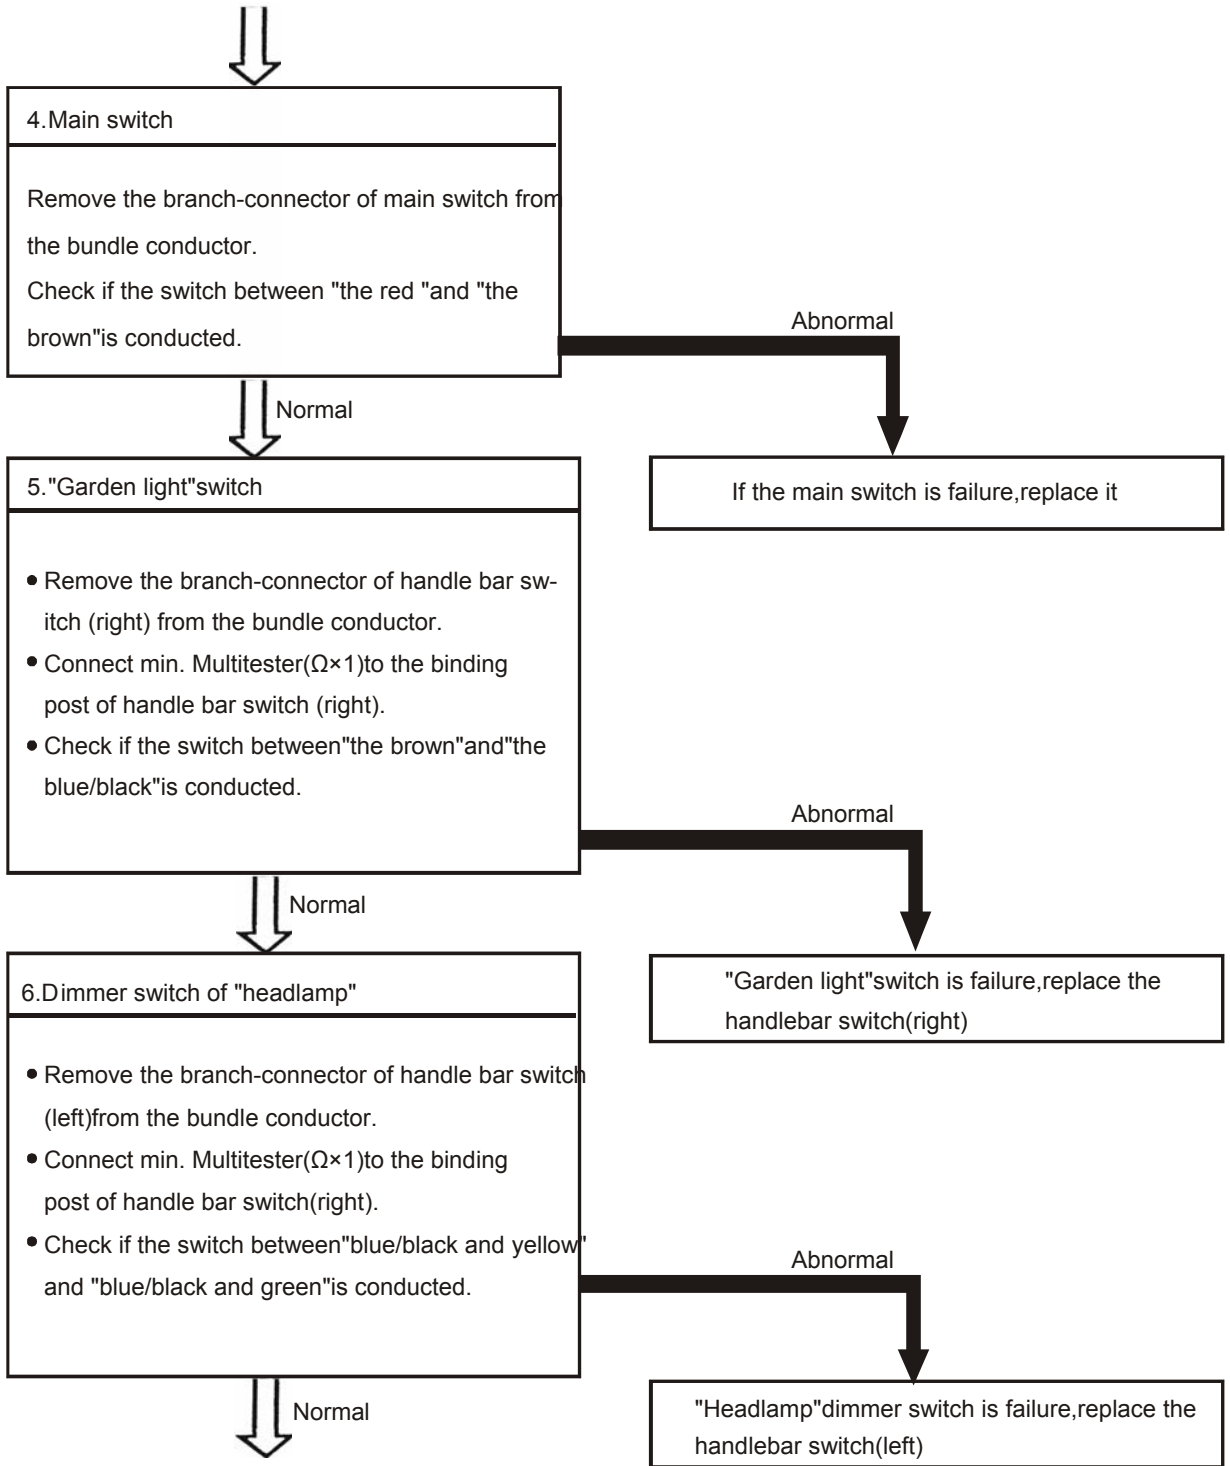 4.Main switch
Remove the branch-connector of main switch from
the bundle conductor.
Check if the switch between "the red "and "the
brown"is conducted.
Abnormal
Normal
If the main switch is failure,replace it
5."Garden light"switch
• Remove the branch-connector of handle bar sw-
itch (right) from the bundle conductor.
• Connect min. Multitester(Ω×1)to the binding
post of handle bar switch (right).
• Check if the switch between"the brown"and"the
blue/black"is conducted.
Abnormal
Normal
"Garden light"switch is failure,replace the
handlebar switch(right)
6.Dimmer switch of "headlamp"
• Remove the branch-connector of handle bar switch
(left)from the bundle conductor.
• Connect min. Multitester(Ω×1)to the binding
post of handle bar switch(right).
• Check if the switch between"blue/black and yellow"
and "blue/black and green"is conducted.
Abnormal
Normal
"Headlamp"dimmer switch is failure,replace the
handlebar switch(left)